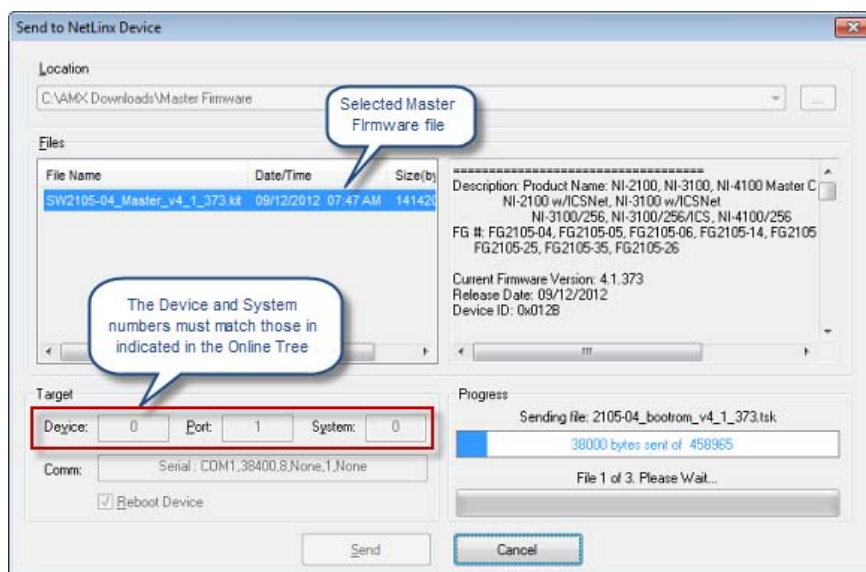 Send to NetLinx Device
Location
C:\AMX Downloads\Master Firmware
...
Selected Master
FIrmware file
Files
File Name Date/Time Size(by
SW2105-04_Master_v4_1_373.kit 09/12/2012 07:47 AM 141420
====================================
Description: Product Name: NI-2100, NI-3100, NI-4100 Master C
NI-2100 w/ICSNet, NI-3100 w/ICSNet
NI-3100/256, NI-3100/256/ICS, NI-4100/256
FG #: FG2105-04, FG2105-05, FG2105-06, FG2105-14, FG2105
FG2105-25, FG2105-35, FG2105-26
Current Firmware Version: 4.1.373
Release Date: 09/12/2012
Device ID: 0x012B
The Device and System
numbers must match those in
indicated in the Online Tree
Target
Device: 0 Port: 1 System: 0
Comm: Serial : COM1,38400,8,None,1,None
Reboot Device
Progress
Sending file: 2105-04_bootrom_v4_1_373.tsk
38000 bytes sent of 458965
File 1 of 3. Please Wait...
Send
Cancel